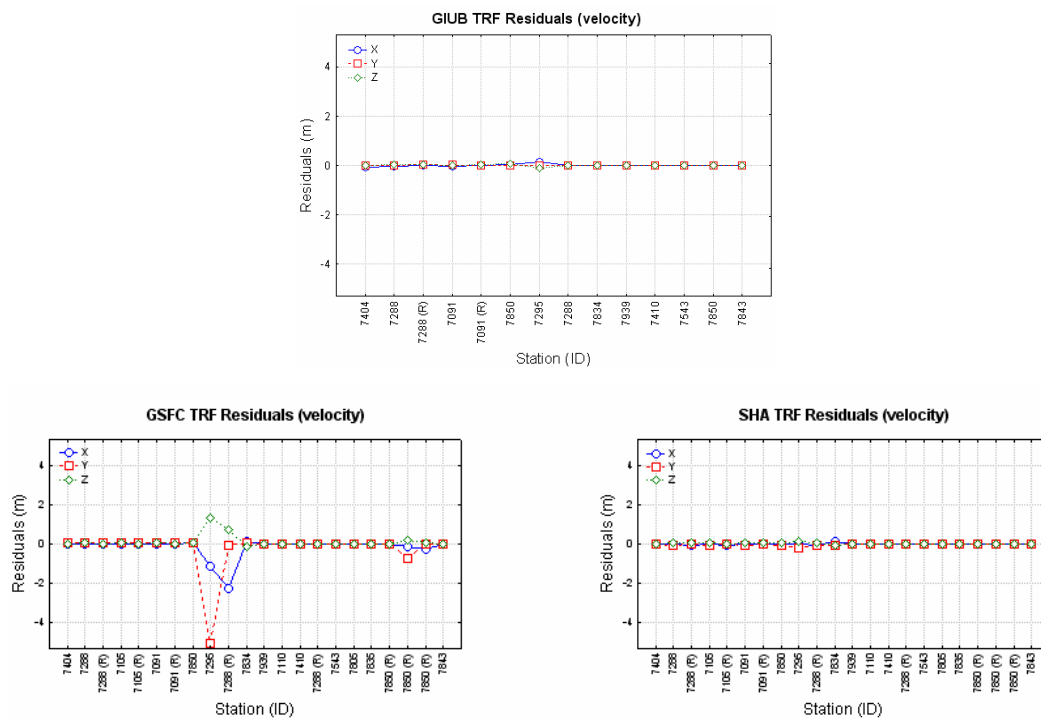 GIUB TRF Residuals (velocity)
X
Y
Z
4
2
0
-2
-4
Residuals (m)
7404
7288
7288 (R)
7091
7091 (R)
7850
7295
7288
7834
7939
7410
7543
7850
7843
Station (ID)
GSFC TRF Residuals (velocity)
X
Y
Z
4
2
0
-2
-4
Residuals (m)
7404
7288
7288 (R)
7105
7105 (R)
7091
7091 (R)
7850
7295
7288 (R)
7834
7939
7110
7410
7288 (R)
7543
7805
7835
7850 (R)
7850 (R)
7850 (R)
7843
Station (ID)
SHA TRF Residuals (velocity)
X
Y
Z
4
2
0
-2
-4
Residuals (m)
7404
7288
7288 (R)
7105
7105 (R)
7091
7091 (R)
7850
7295
7288 (R)
7834
7939
7110
7410
7288 (R)
7543
7805
7835
7850 (R)
7850 (R)
7850 (R)
7843
Station (ID)